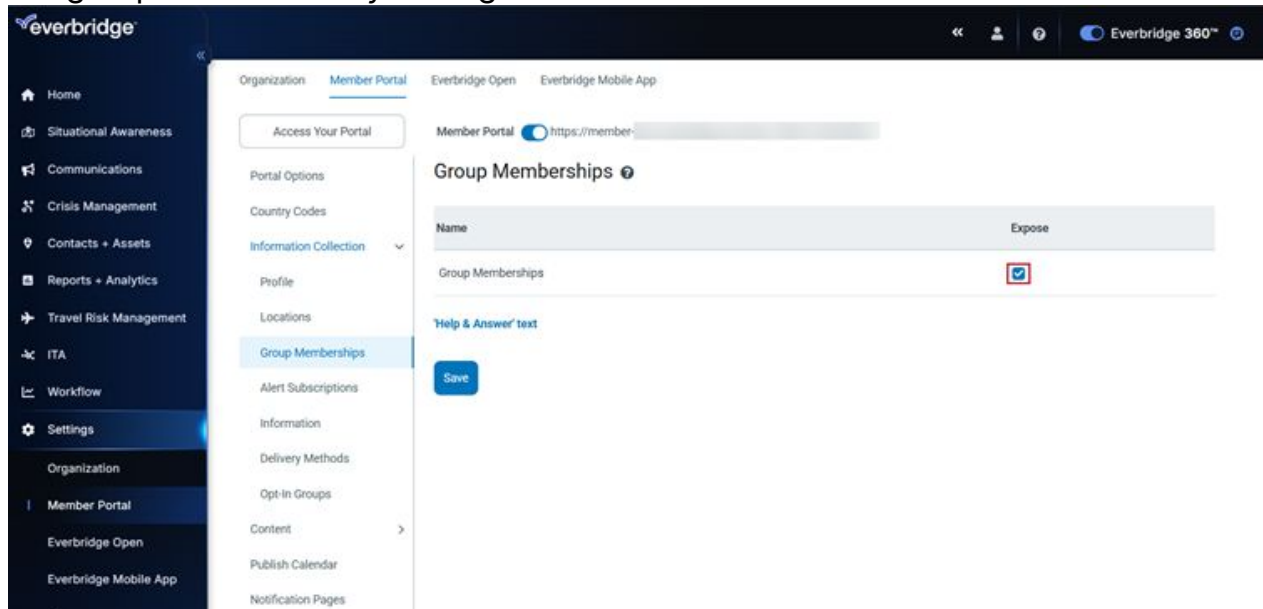 everbridge
Everbridge 360™
Home
Situational Awareness
Communications
Crisis Management
Contacts + Assets
Reports + Analytics
Travel Risk Management
ITA
Workflow
Settings
Organization
Member Portal
Everbridge Open
Everbridge Mobile App
Organization Member Portal Everbridge Open Everbridge Mobile App
Access Your Portal
Portal Options
Country Codes
Information Collection
Profile
Locations
Group Memberships
Alert Subscriptions
Information
Delivery Methods
Opt-In Groups
Content
Publish Calendar
Notification Pages
Member Portal https://member-
Group Memberships
Name Expose
Group Memberships
'Help & Answer' text
Save